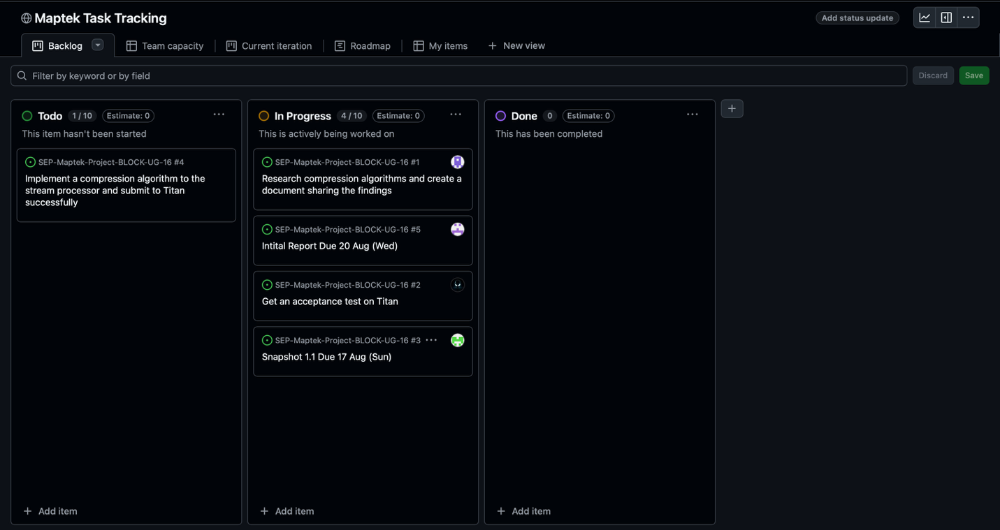 Maptek Task Tracking
Add status update
Backlog
Team capacity
Current iteration
Roadmap
My items
New view
Filter by keyword or by field
Discard
Save
Todo 1 / 10 Estimate: 0
This item hasn't been started
SEP-Maptek-Project-BLOCK-UG-16 #4
Implement a compression algorithm to the
stream processor and submit to Titan
successfully
Add item
In Progress 4 / 10 Estimate: 0
This is actively being worked on
SEP-Maptek-Project-BLOCK-UG-16 #1
Research compression algorithms and create a
document sharing the findings
SEP-Maptek-Project-BLOCK-UG-16 #5
Intital Report Due 20 Aug (Wed)
SEP-Maptek-Project-BLOCK-UG-16 #2
Get an acceptance test on Titan
SEP-Maptek-Project-BLOCK-UG-16 #3
Snapshot 1.1 Due 17 Aug (Sun)
Add item
Done 0 Estimate: 0
This has been completed
Add item